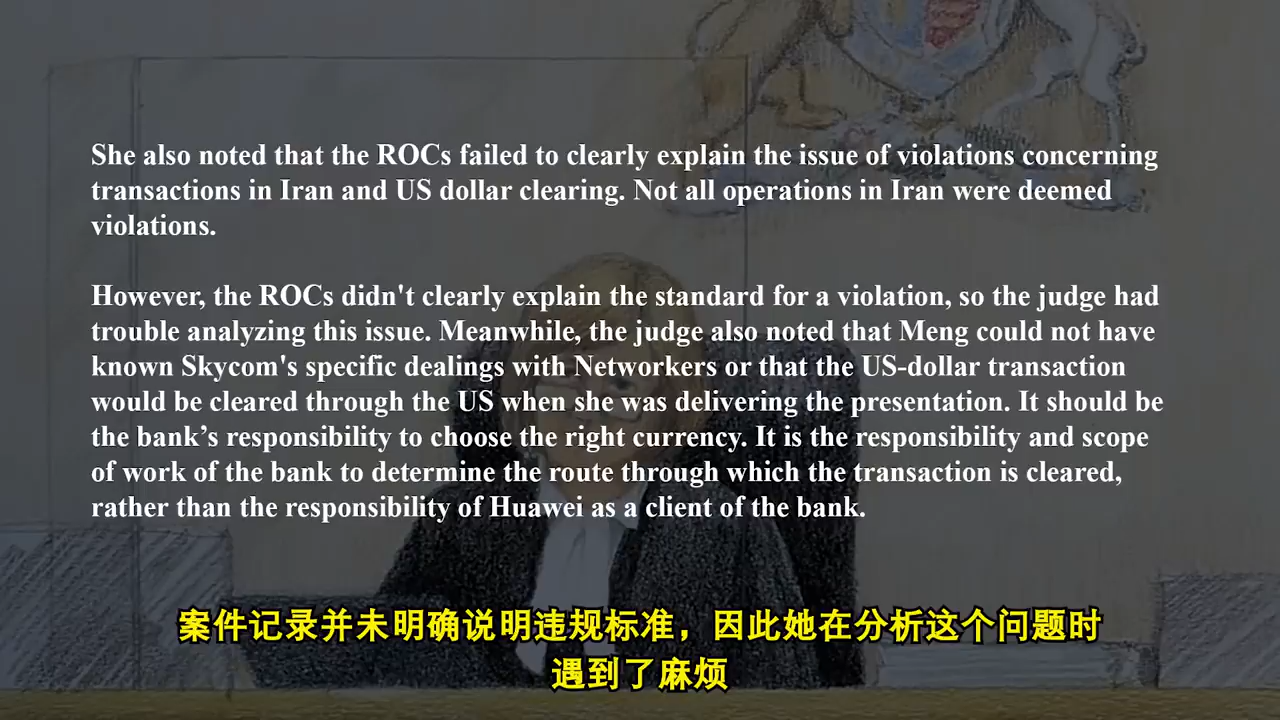 She also noted that the ROCs failed to clearly explain the issue of violations concerning
transactions in Iran and US dollar clearing. Not all operations in Iran were deemed
violations.
However, the ROCs didn't clearly explain the standard for a violation, so the judge had
trouble analyzing this issue. Meanwhile, the judge also noted that Meng could not have
known Skycom's specific dealings with Networkers or that the US-dollar transaction
would be cleared through the US when she was delivering the presentation. It should be
the bank’s responsibility to choose the right currency. It is the responsibility and scope
of work of the bank to determine the route through which the transaction is cleared,
rather than the responsibility of Huawei as a client of the bank.
案件记录并未明确说明违规标准，因此她在分析这个问题时
遇到了麻烦